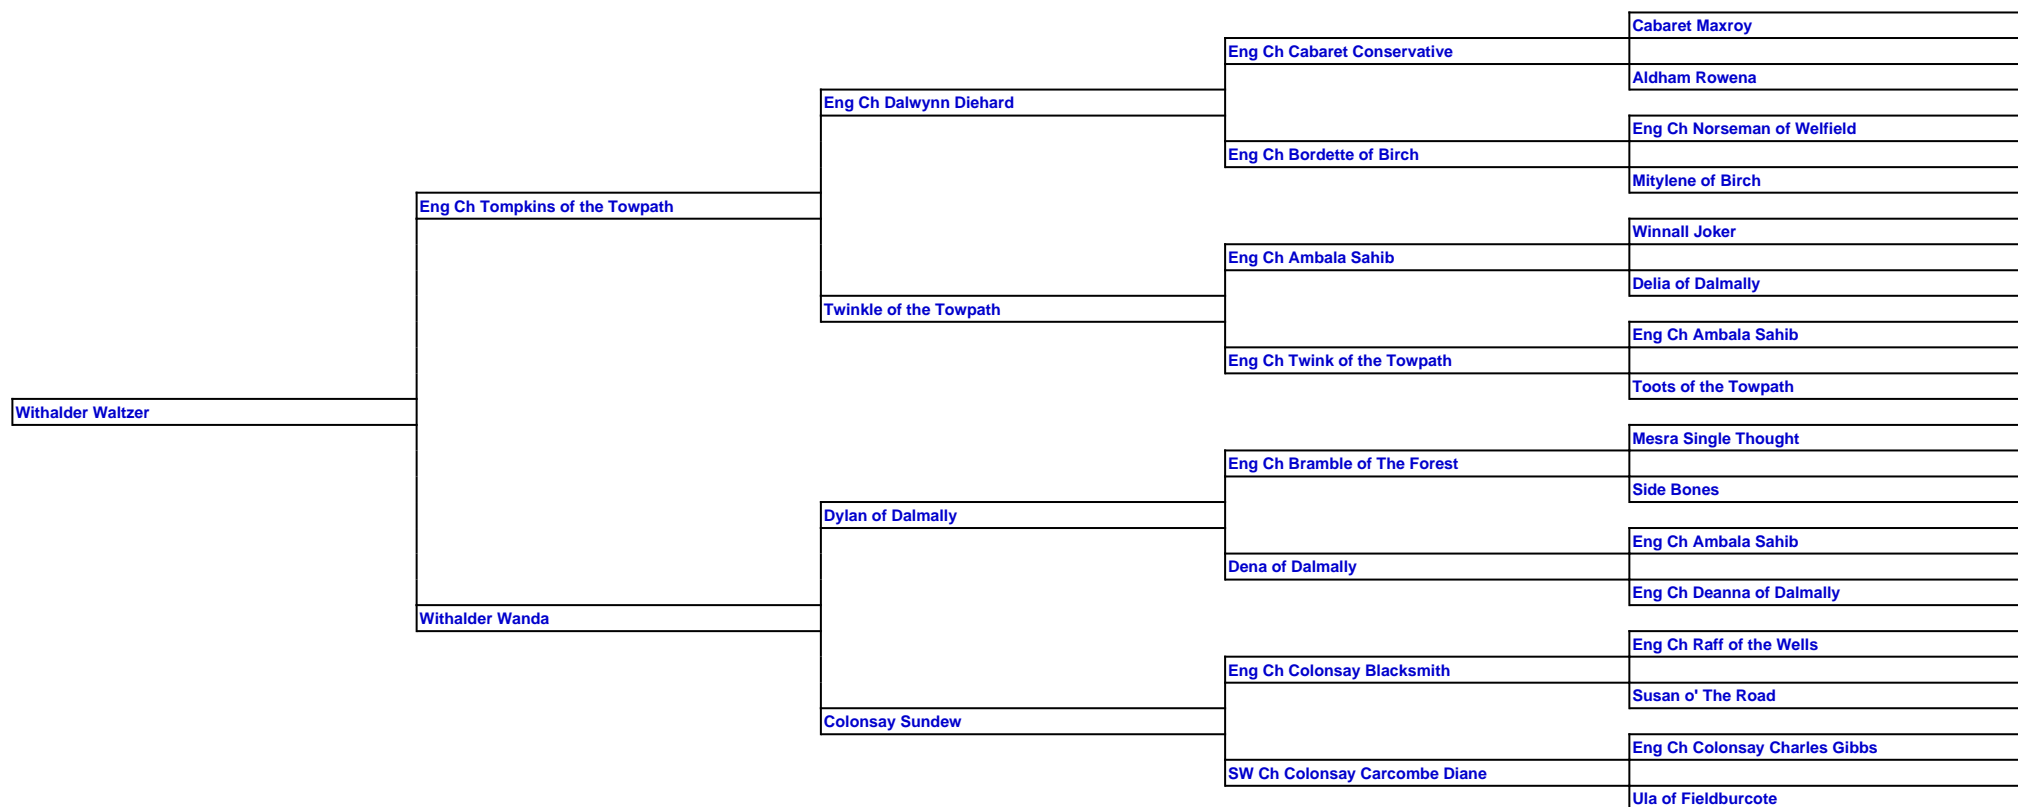 Cabaret Maxroy
Eng Ch Cabaret Conservative
Aldham Rowena
Eng Ch Dalwynn Diehard
Eng Ch Norseman of Welfield
Eng Ch Bordette of Birch
Mitylene of Birch
Eng Ch Tompkins of the Towpath
Winnall Joker
Eng Ch Ambala Sahib
Delia of Dalmally
Twinkle of the Towpath
Eng Ch Ambala Sahib
Eng Ch Twink of the Towpath
Toots of the Towpath
Withalder Waltzer
Mesra Single Thought
Eng Ch Bramble of The Forest
Side Bones
Dylan of Dalmally
Eng Ch Ambala Sahib
Dena of Dalmally
Eng Ch Deanna of Dalmally
Withalder Wanda
Eng Ch Raff of the Wells
Eng Ch Colonsay Blacksmith
Susan o' The Road
Colonsay Sundew
Eng Ch Colonsay Charles Gibbs
SW Ch Colonsay Carcombe Diane
Ula of Fieldburcote